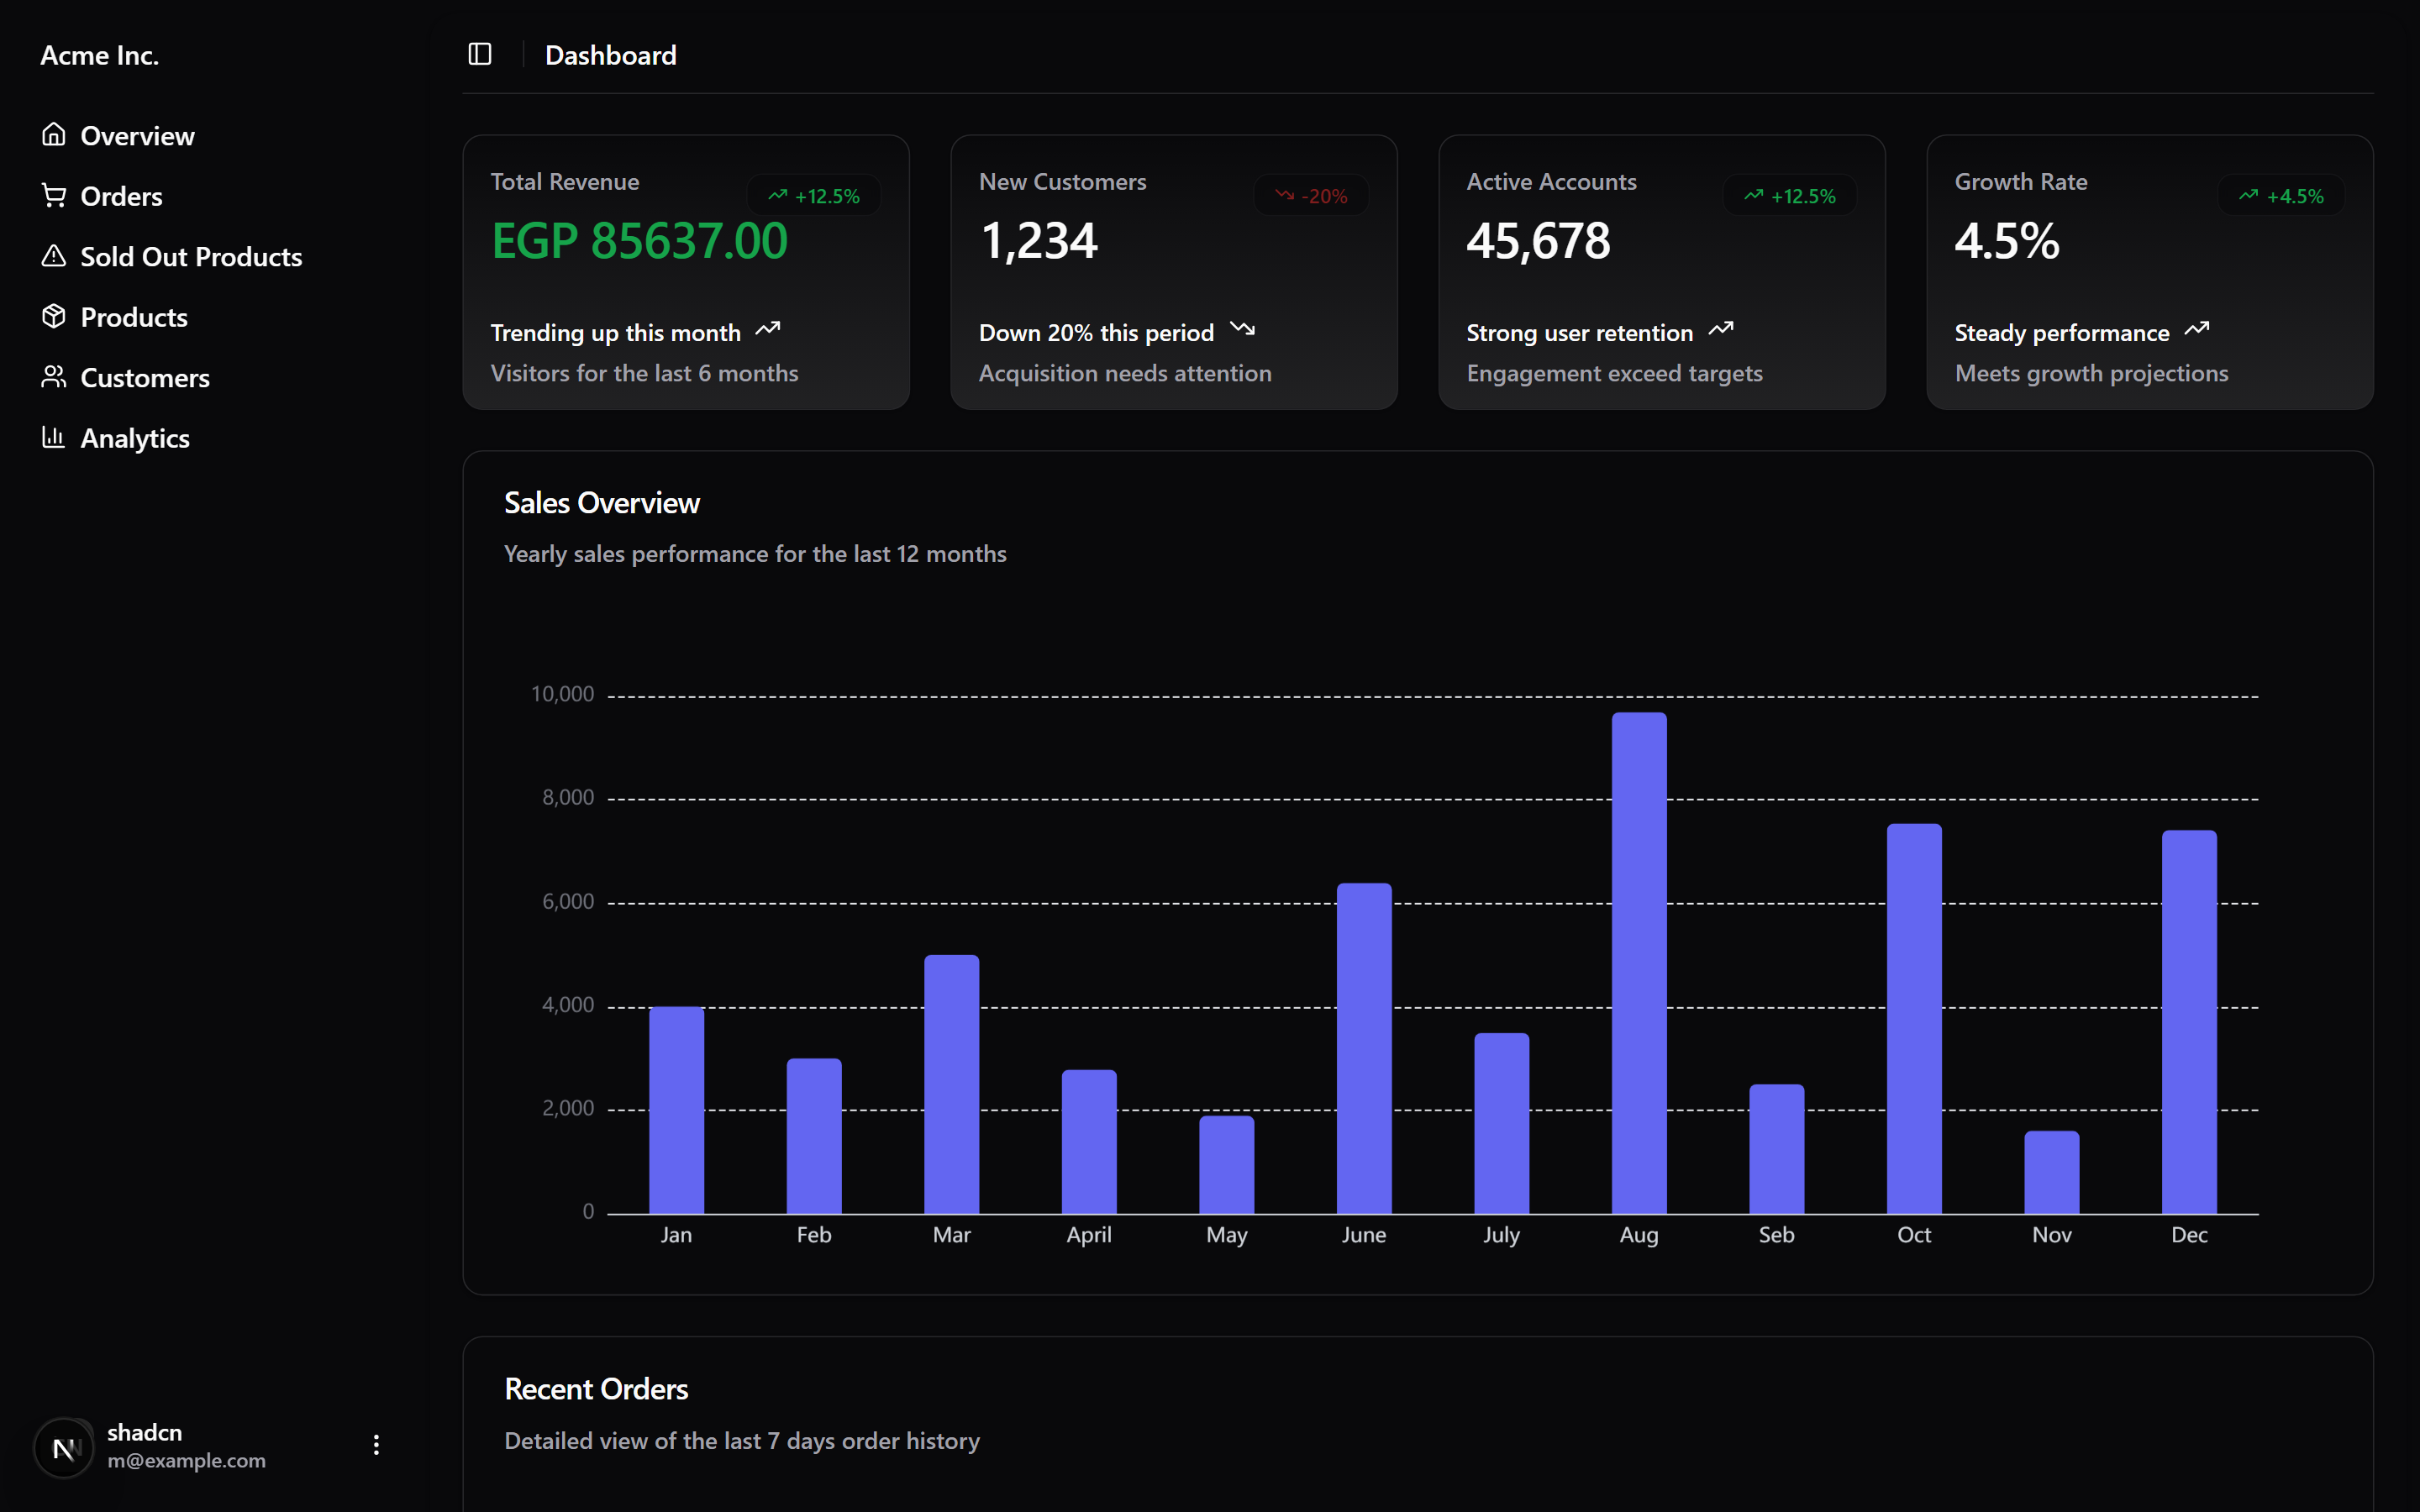 Acme Inc.
Overview
Orders
Sold Out Products
Products
Customers
Analytics
shadcn
m@example.com
Dashboard
Total Revenue
+12.5%
EGP 85637.00
Trending up this month
Visitors for the last 6 months
New Customers
-20%
1,234
Down 20% this period
Acquisition needs attention
Active Accounts
+12.5%
45,678
Strong user retention
Engagement exceed targets
Growth Rate
+4.5%
4.5%
Steady performance
Meets growth projections
Sales Overview
Yearly sales performance for the last 12 months
10,000
8,000
6,000
4,000
2,000
0
Jan Feb Mar April May June July Aug Seb Oct Nov Dec
Recent Orders
Detailed view of the last 7 days order history